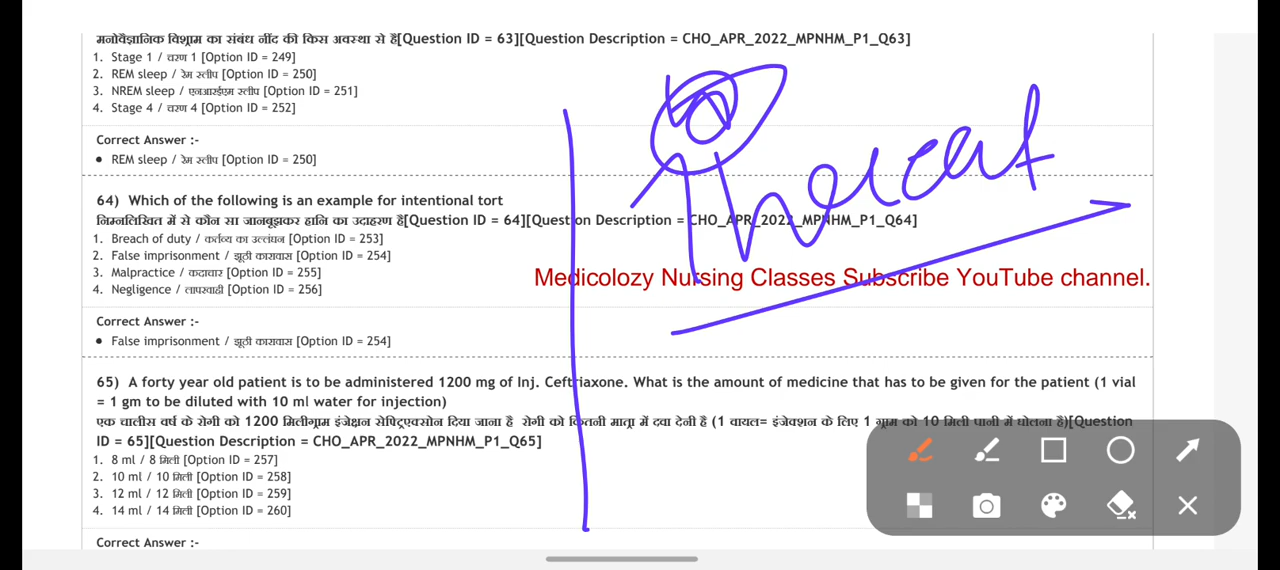 मनोवैज्ञानिक विश्राम का संबंध नींद की किस अवस्था से है[Question ID = 63][Question Description = CHO_APR_2022_MPNHM_P1_Q63]
1. Stage 1 / चरण 1 [Option ID = 249]
2. REM sleep / रेम स्लीप [Option ID = 250]
3. NREM sleep / एनआरईएम स्लीप [Option ID = 251]
4. Stage 4 / चरण 4 [Option ID = 252]
Correct Answer :-
• REM sleep / रेम स्लीप [Option ID = 250]
64) Which of the following is an example for intentional tort
निम्नलिखित में से कौन सा जानबूझकर हानि का उदाहरण है[Question ID = 64][Question Description = CHO_APR_2022_MPNHM_P1_Q64]
1. Breach of duty / कर्तव्य का उल्लंघन [Option ID = 253]
2. False imprisonment / झूठी कारावास [Option ID = 254]
3. Malpractice / कदाचार [Option ID = 255]
4. Negligence / लापरवाही [Option ID = 256]
Medicolozy Nursing Classes Subscribe YouTube channel.
Correct Answer :-
• False imprisonment / झूठी कारावास [Option ID = 254]
65) A forty year old patient is to be administered 1200 mg of Inj. Ceftriaxone. What is the amount of medicine that has to be given for the patient (1 vial
= 1 gm to be diluted with 10 ml water for injection)
एक चालीस वर्ष के रोगी को 1200 मिलीग्राम इंजेक्षन सेफ्ट्रिएक्सोन दिया जाना है रोगी को कितनी मात्रा में दवा देनी है (1 वायल= इंजेक्शन के लिए 1 ग्राम को 10 मिली पानी में घोलना है)[Question
ID = 65][Question Description = CHO_APR_2022_MPNHM_P1_Q65]
1. 8 ml / 8 मिली [Option ID = 257]
2. 10 ml / 10 मिली [Option ID = 258]
3. 12 ml / 12 मिली [Option ID = 259]
4. 14 ml / 14 मिली [Option ID = 260]
Correct Answer :-